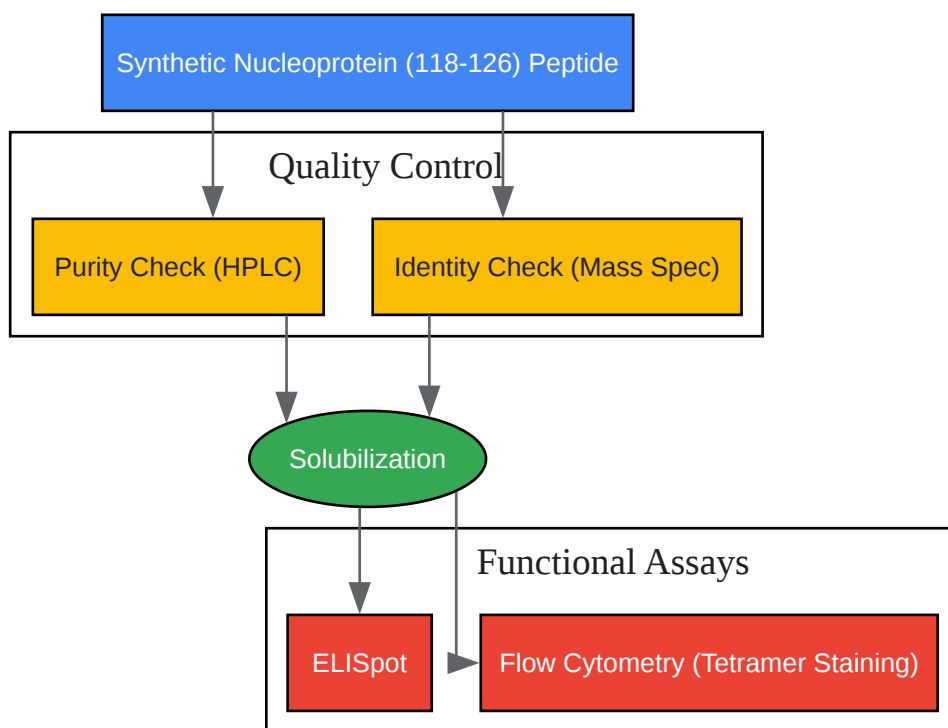 Synthetic Nucleoprotein (118-126) Peptide
Quality Control
Purity Check (HPLC)
Identity Check (Mass Spec)
Solubilization
Functional Assays
ELISpot
Flow Cytometry (Tetramer Staining)